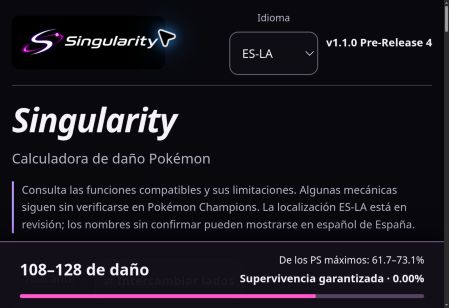 Idioma
Singularity
ES-LA
v1.1.0 Pre-Release 4
Singularity
Calculadora de daño Pokémon
Consulta las funciones compatibles y sus limitaciones. Algunas mecánicas
siguen sin verificarse en Pokémon Champions. La localización ES-LA está en
revisión; los nombres sin confirmar pueden mostrarse en español de España.
108–128 de daño
De los PS máximos: 61.7–73.1%
Supervivencia garantizada · 0.00%
Intercambiar lados